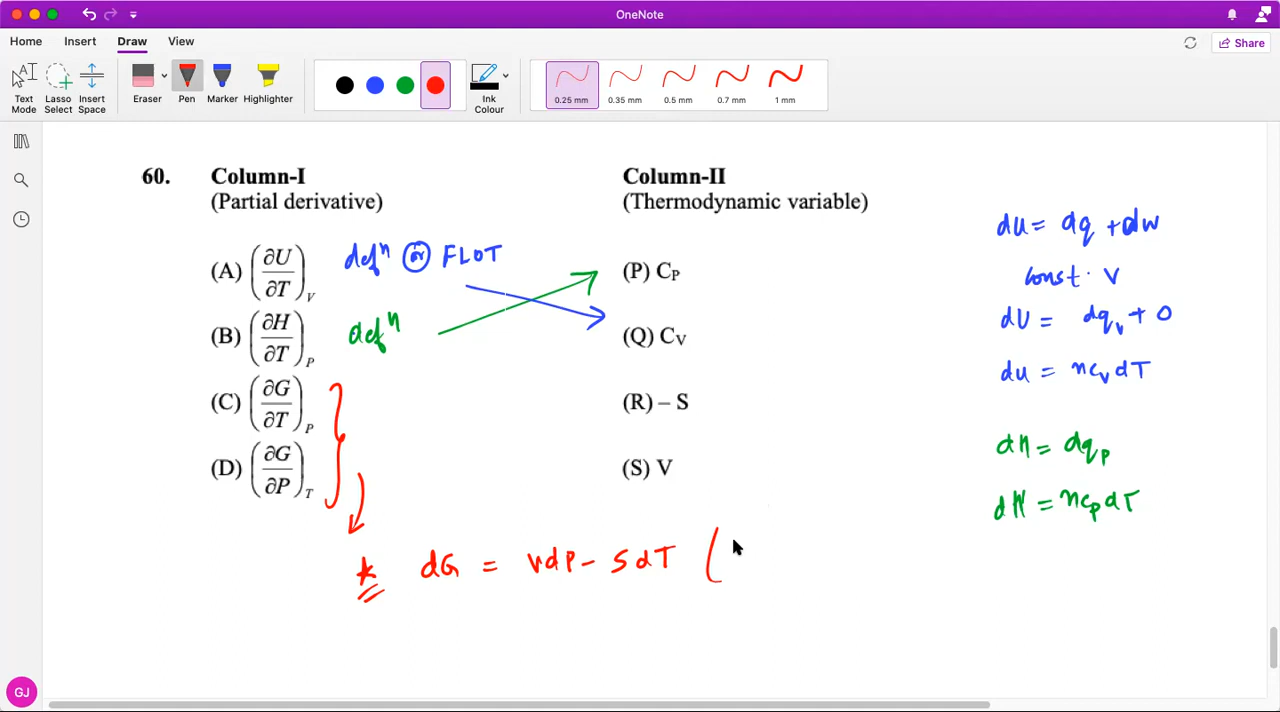 OneNote
Home Insert Draw View
Share
Text Mode
Lasso Select
Insert Space
Eraser
Pen
Marker
Highlighter
Ink Colour
0.25 mm
0.35 mm
0.5 mm
0.7 mm
1 mm
60. Column-I Column-II
(Partial derivative) (Thermodynamic variable)
(A) (∂U/∂T)V defn or FLOT (P) CP
(B) (∂H/∂T)P defn (Q) CV
(C) (∂G/∂T)P (R) – S
(D) (∂G/∂P)T (S) V
du = dq + dw
const. V
dU = dqv + 0
du = ncvdT
dH = dqp
dH = ncpdT
* dG = VdP - SdT (
GJ